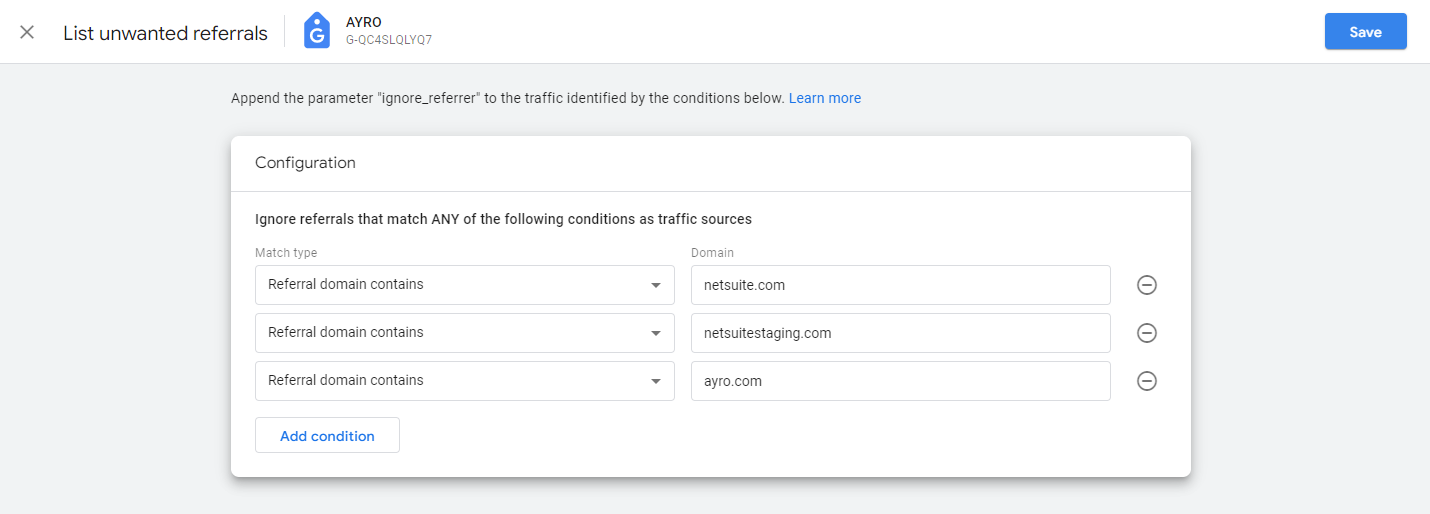 List unwanted referrals
AYRO
G-QC4SLQLYQ7
Save
Append the parameter "ignore_referrer" to the traffic identified by the conditions below. Learn more
Configuration
Ignore referrals that match ANY of the following conditions as traffic sources
Match type Domain
Referral domain contains netsuite.com
Referral domain contains netsuitestaging.com
Referral domain contains ayro.com
Add condition